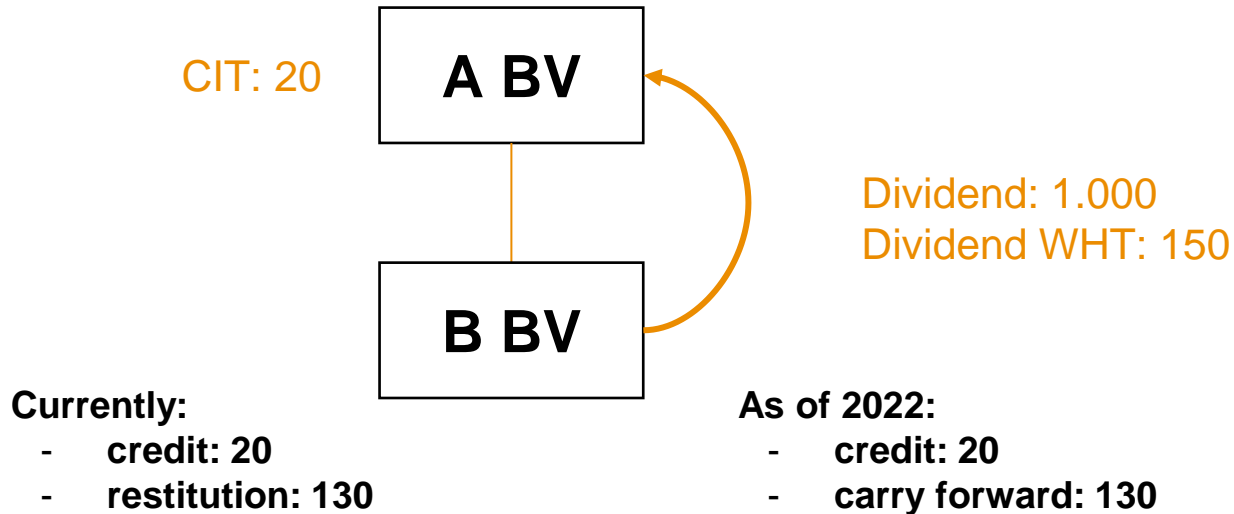 CIT: 20
A BV
Dividend: 1.000
Dividend WHT: 150
B BV
Currently:
- credit: 20
- restitution: 130
As of 2022:
- credit: 20
- carry forward: 130